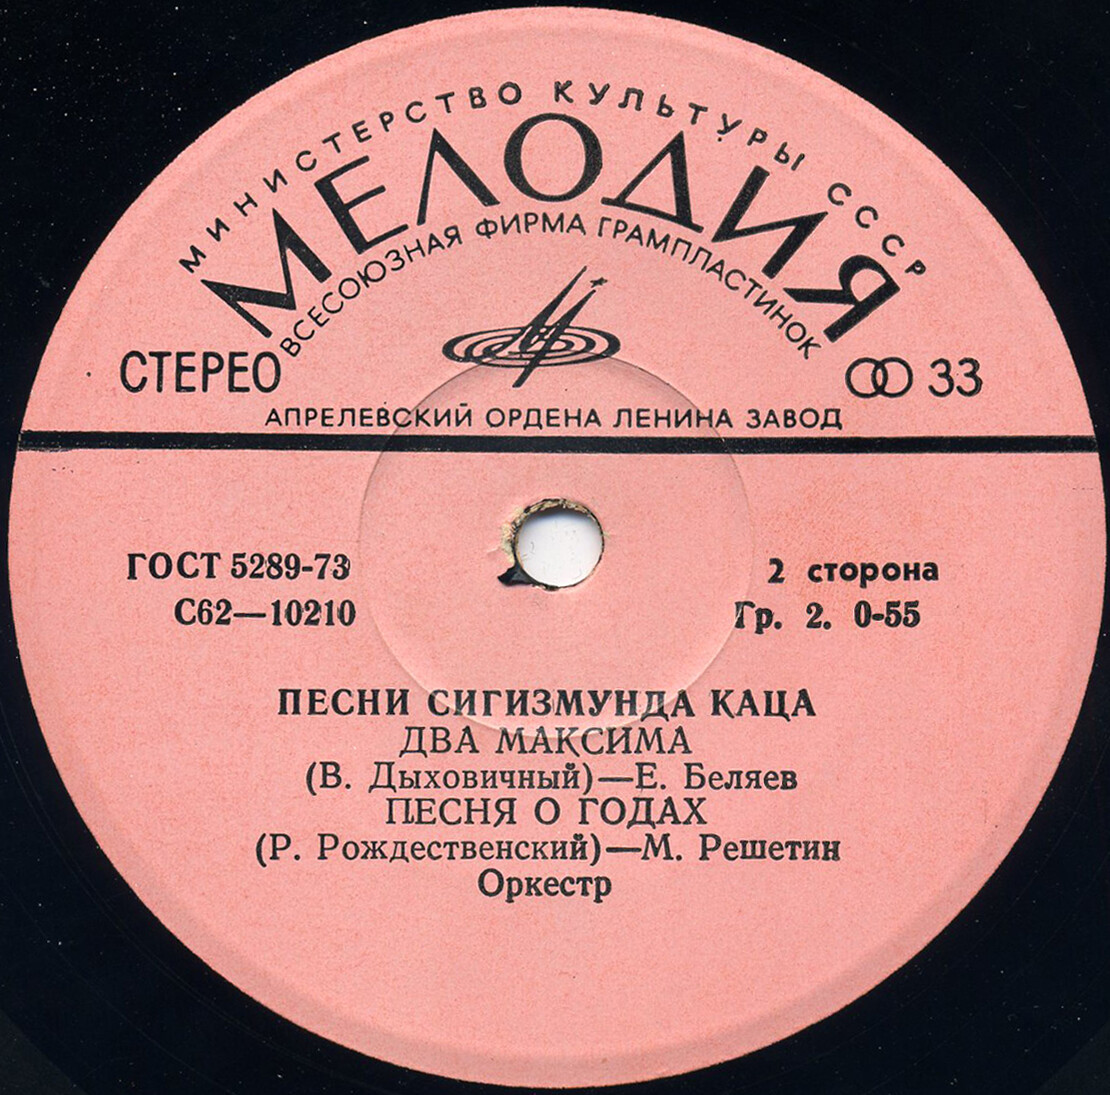 МИНИСТЕРСТВО КУЛЬТУРЫ СССР
МЕЛОДИЯ
ВСЕСОЮЗНАЯ ФИРМА ГРАМПЛАСТИНОК
СТЕРЕО
33
АПРЕЛЕВСКИЙ ОРДЕНА ЛЕНИНА ЗАВОД
ГОСТ 5289-73
2 сторона
С62—10210
Гр. 2. 0-55
ПЕСНИ СИГИЗМУНДА КАЦА
ДВА МАКСИМА
(В. Дыховичный)—Е. Беляев
ПЕСНЯ О ГОДАХ
(Р. Рождественский)—М. Решетин
Оркестр